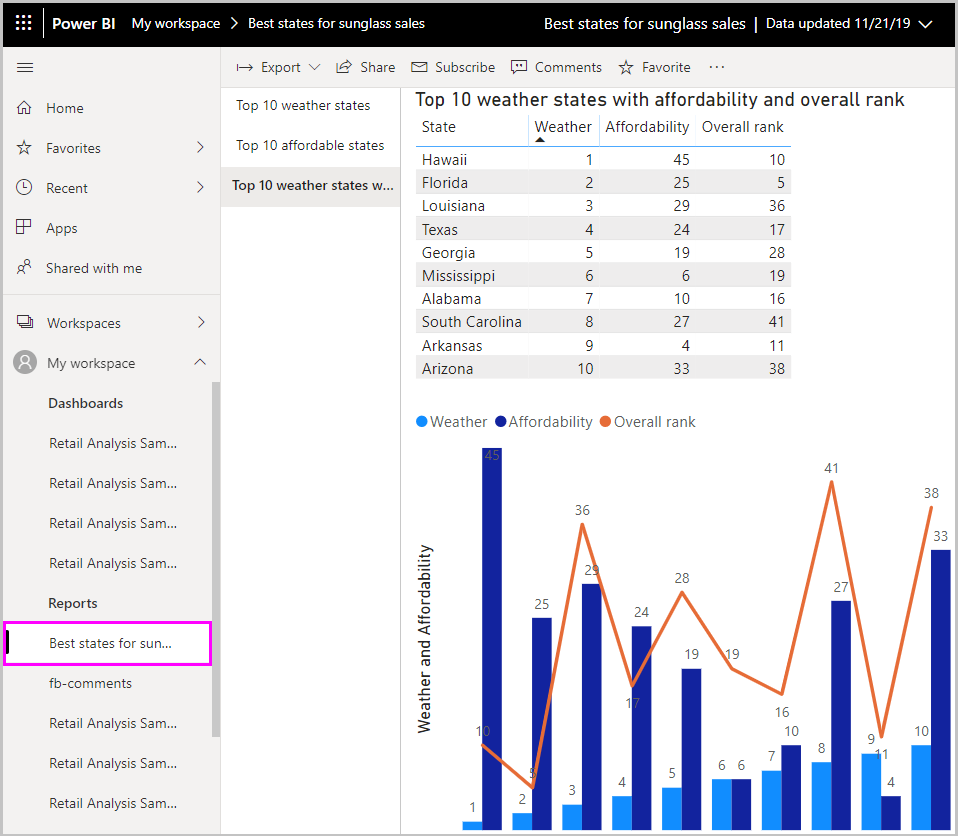 Power BI My workspace Best states for sunglass sales Best states for sunglass sales | Data updated 11/21/19
Home
Favorites
Recent
Apps
Shared with me
Workspaces
My workspace
Dashboards
Retail Analysis Sam...
Retail Analysis Sam...
Retail Analysis Sam...
Retail Analysis Sam...
Reports
Best states for sun...
fb-comments
Retail Analysis Sam...
Retail Analysis Sam...
Retail Analysis Sam...
Export Share Subscribe Comments Favorite ...
Top 10 weather states
Top 10 affordable states
Top 10 weather states w...
Top 10 weather states with affordability and overall rank
State Weather Affordability Overall rank
Hawaii 1 45 10
Florida 2 25 5
Louisiana 3 29 36
Texas 4 24 17
Georgia 5 19 28
Mississippi 6 6 19
Alabama 7 10 16
South Carolina 8 27 41
Arkansas 9 4 11
Arizona 10 33 38
Weather Affordability Overall rank
Weather and Affordability
1 45 10
2 25 5
3 29 36
4 24 17
5 19 28
6 6 19
7 10 16
8 27 41
9 4 11
10 33 38